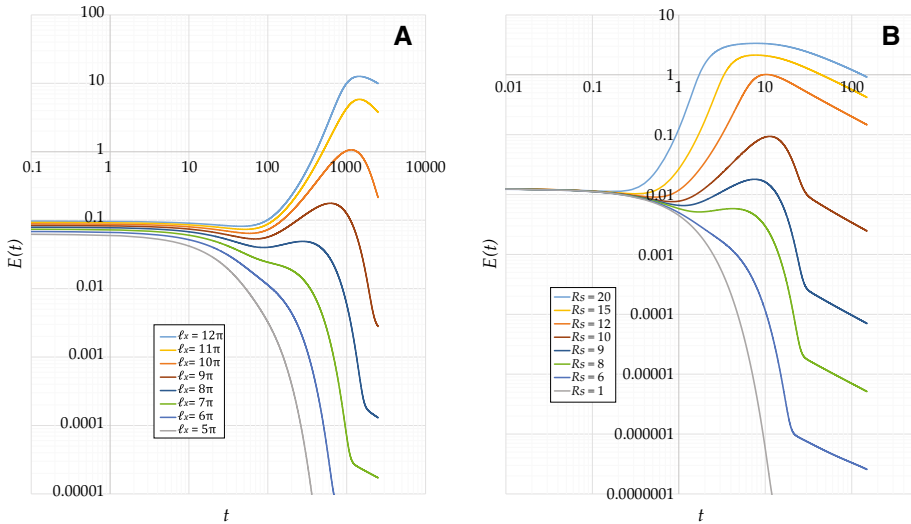 A
100
10
1
0.1
0.01
0.001
0.0001
0.00001
0.1
1
10
100
1000
10000
E(t)
t
ℓx = 12π
ℓx = 11π
ℓx = 10π
ℓx = 9π
ℓx = 8π
ℓx = 7π
ℓx = 6π
ℓx = 5π
B
10
1
0.1
0.01
0.001
0.0001
0.00001
0.000001
0.0000001
0.01
0.1
1
10
100
E(t)
t
Rs = 20
Rs = 15
Rs = 12
Rs = 10
Rs = 9
Rs = 8
Rs = 6
Rs = 1